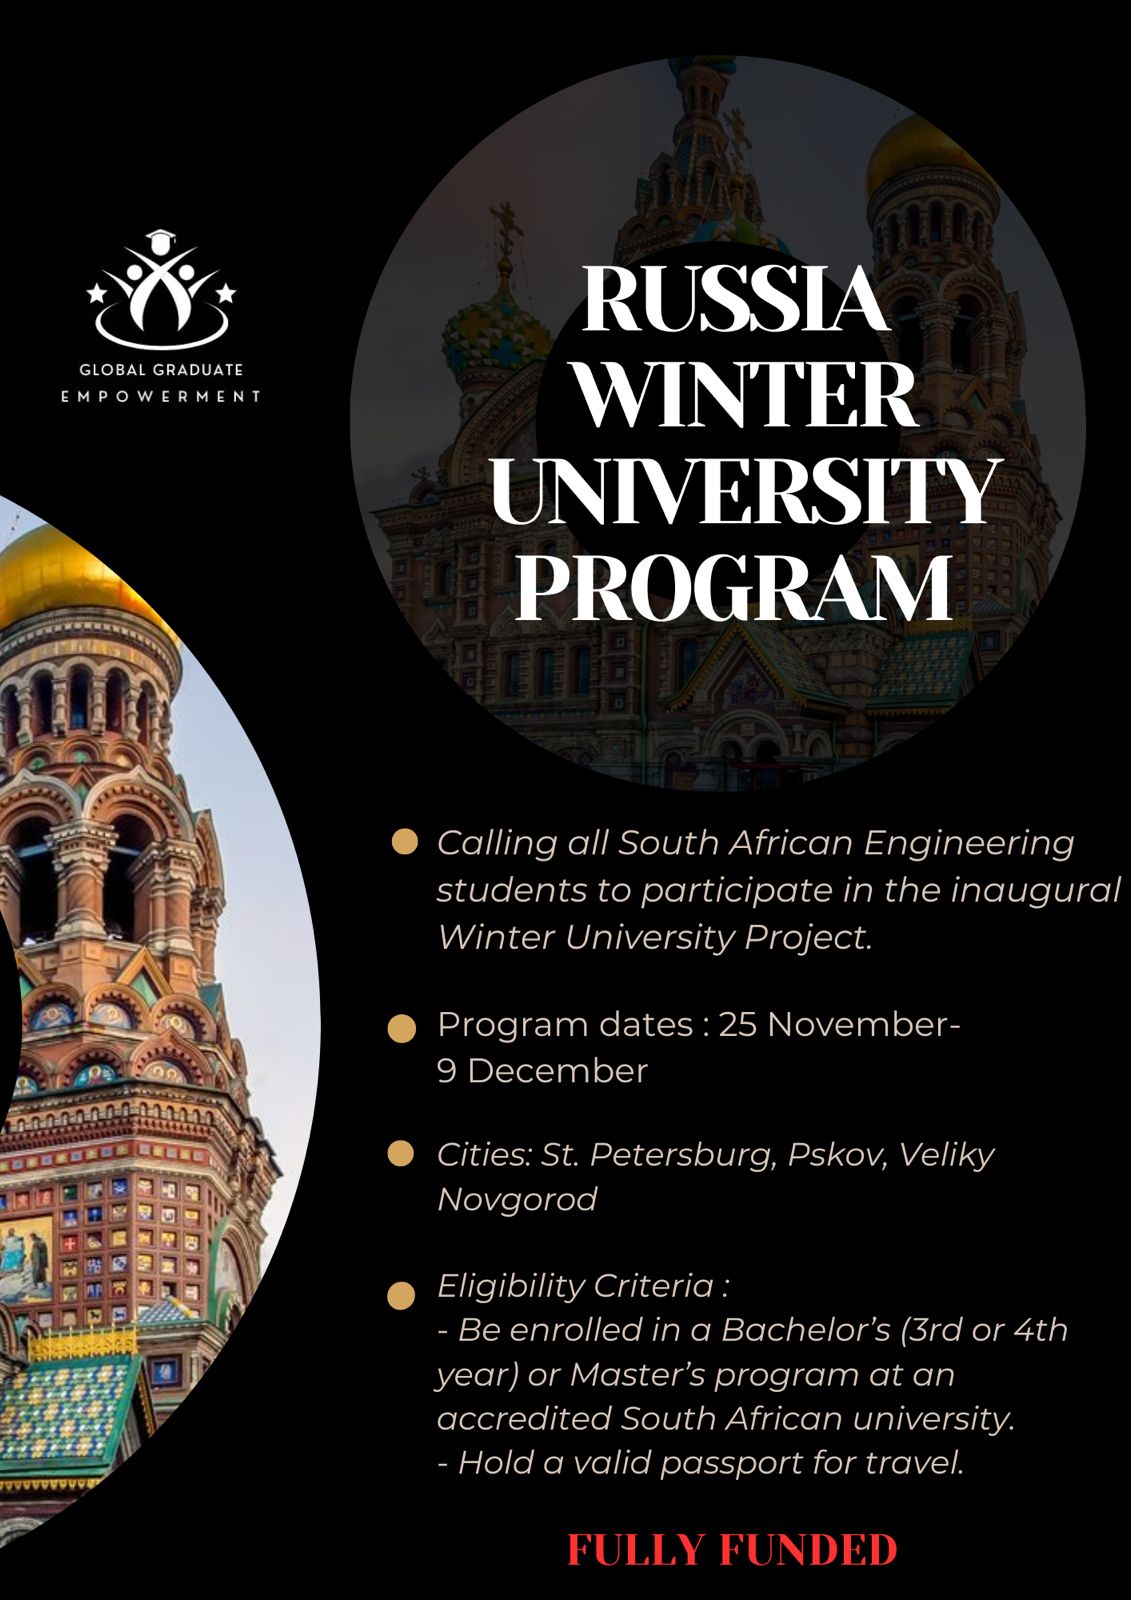 GLOBAL GRADUATE
EMPOWERMENT
RUSSIA
WINTER
UNIVERSITY
PROGRAM
Calling all South African Engineering
students to participate in the inaugural
Winter University Project.
Program dates : 25 November-
9 December
Cities: St. Petersburg, Pskov, Veliky
Novgorod
Eligibility Criteria :
- Be enrolled in a Bachelor’s (3rd or 4th
year) or Master’s program at an
accredited South African university.
- Hold a valid passport for travel.
FULLY FUNDED